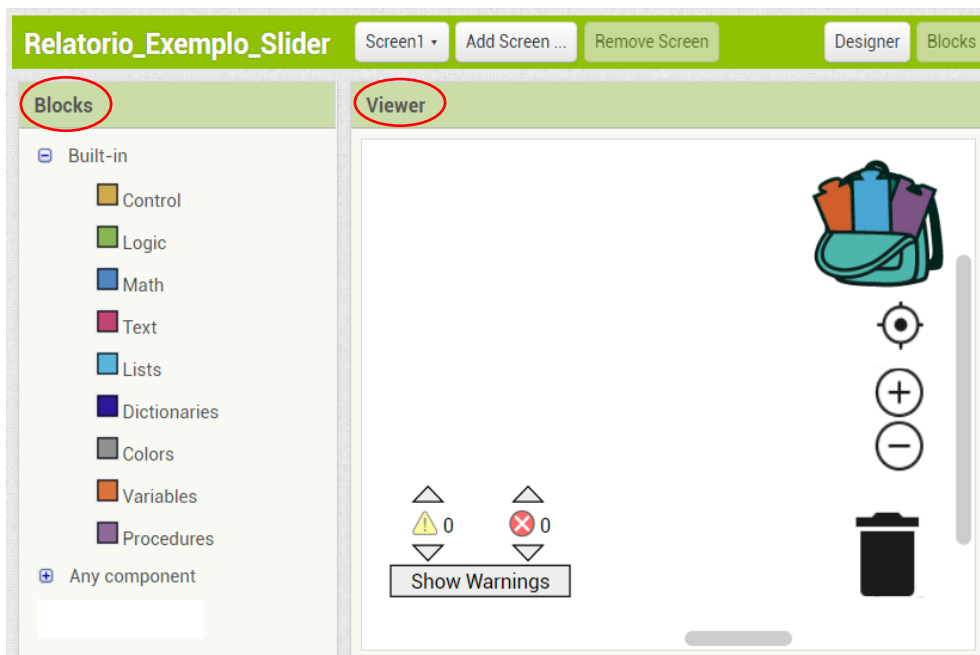 Relatorio_Exemplo_Slider Screen1 Add Screen ... Remove Screen Designer Blocks
Blocks
Viewer
Built-in
Control
Logic
Math
Text
Lists
Dictionaries
Colors
Variables
Procedures
Any component
0 0
Show Warnings